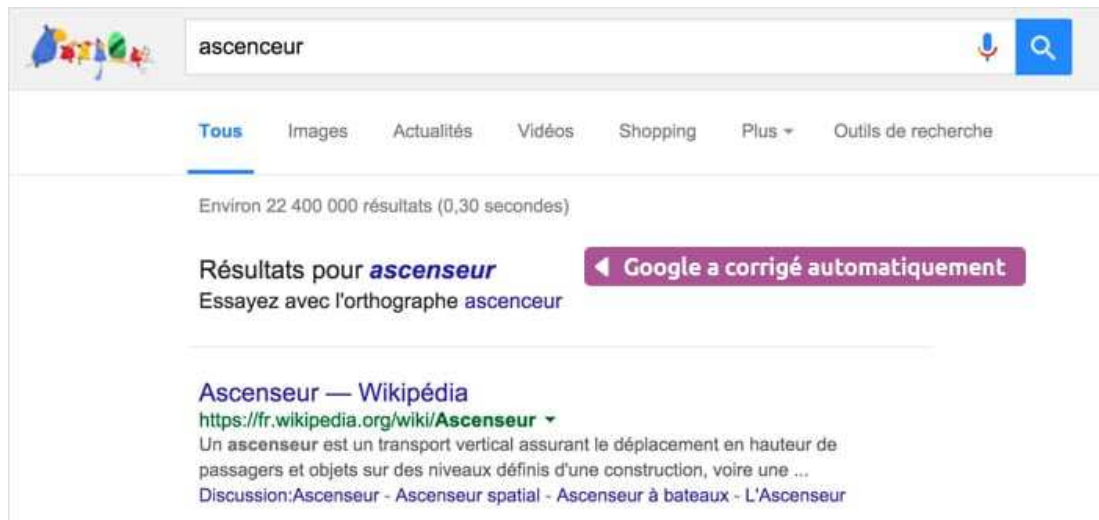 ascenceur
Tous Images Actualités Vidéos Shopping Plus Outils de recherche
Environ 22 400 000 résultats (0,30 secondes)
Résultats pour ascenseur
Google a corrigé automatiquement
Essayez avec l'orthographe ascenceur
Ascenseur — Wikipédia
https://fr.wikipedia.org/wiki/Ascenseur
Un ascenseur est un transport vertical assurant le déplacement en hauteur de
passagers et objets sur des niveaux définis d'une construction, voire une ...
Discussion:Ascenseur - Ascenseur spatial - Ascenseur à bateaux - L'Ascenseur